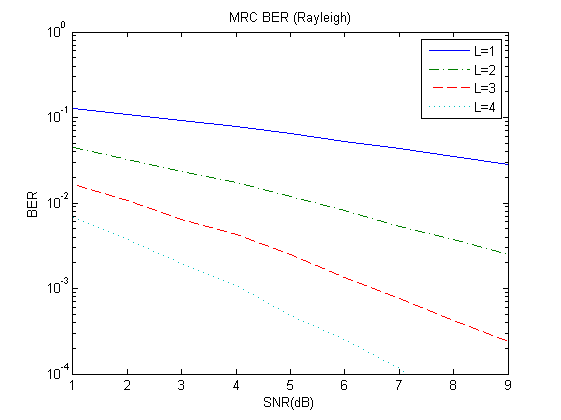 MRC BER (Rayleigh)
10^0
10^-1
10^-2
10^-3
10^-4
BER
L=1
L=2
L=3
L=4
1 2 3 4 5 6 7 8 9
SNR(dB)